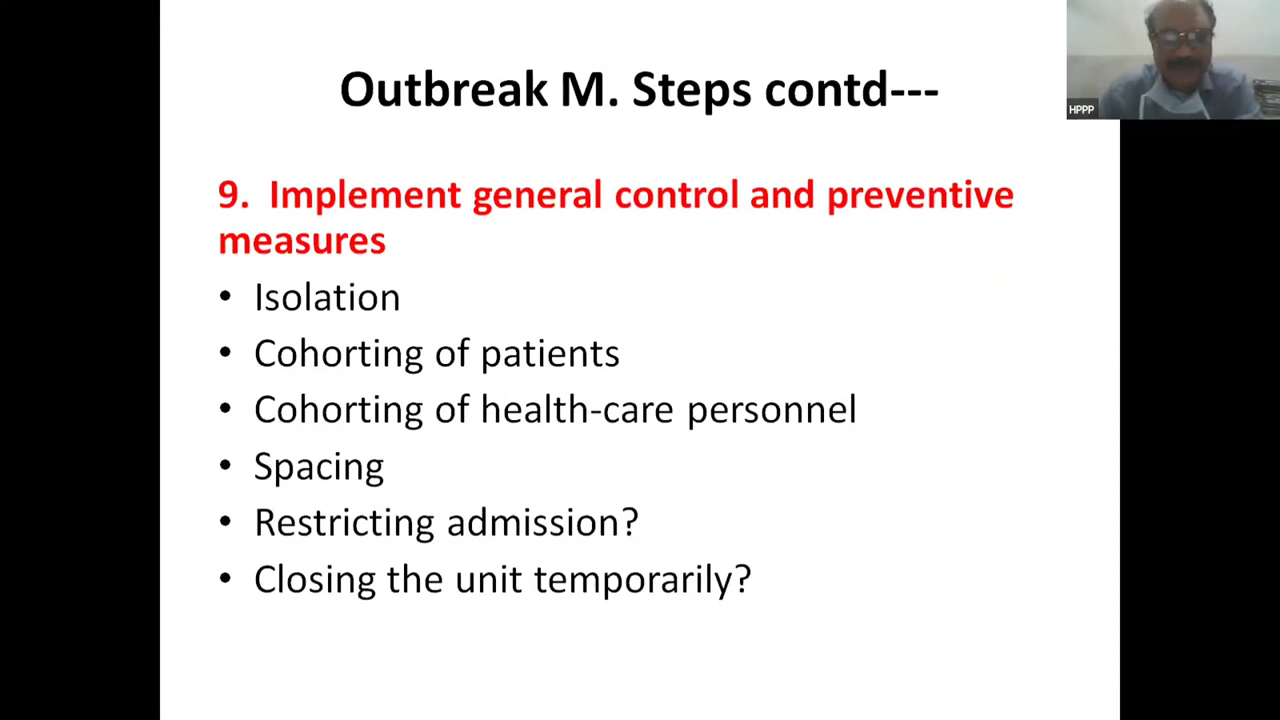 Outbreak M. Steps contd---
HPPP
9. Implement general control and preventive
measures
• Isolation
• Cohorting of patients
• Cohorting of health-care personnel
• Spacing
• Restricting admission?
• Closing the unit temporarily?